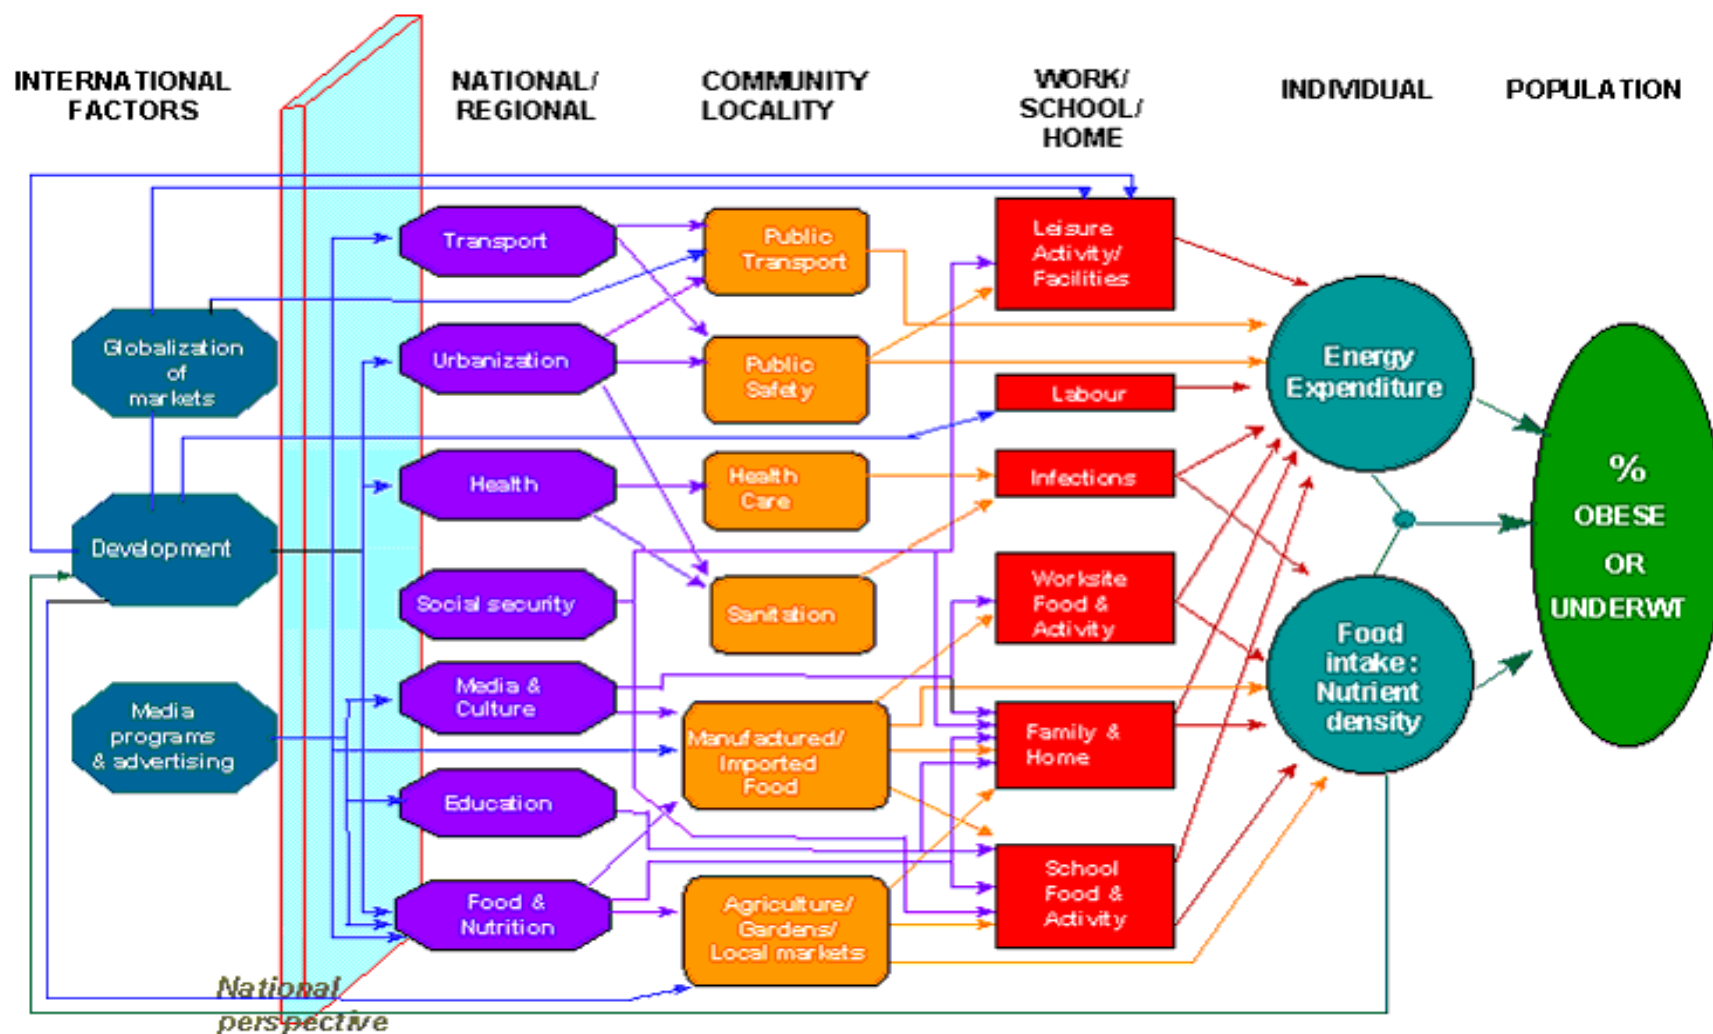 INTERNATIONAL
FACTORS
NATIONAL/
REGIONAL
COMMUNITY
LOCALITY
WORK/
SCHOOL/
HOME
INDIVIDUAL
POPULATION
Globalization
of
markets
Development
Media
programs
& advertising
Transport
Urbanization
Health
Social security
Media &
Culture
Education
Food &
Nutrition
Public
Transport
Public
Safety
Health
Care
Sanitation
Manufactured/
Imported
Food
Agriculture/
Gardens/
Local markets
Leisure
Activity/
Facilities
Labour
Infections
Worksite
Food &
Activity
Family &
Home
School
Food &
Activity
Energy
Expenditure
Food
intake:
Nutrient
density
%
OBESE
OR
UNDERWT
National
perspective